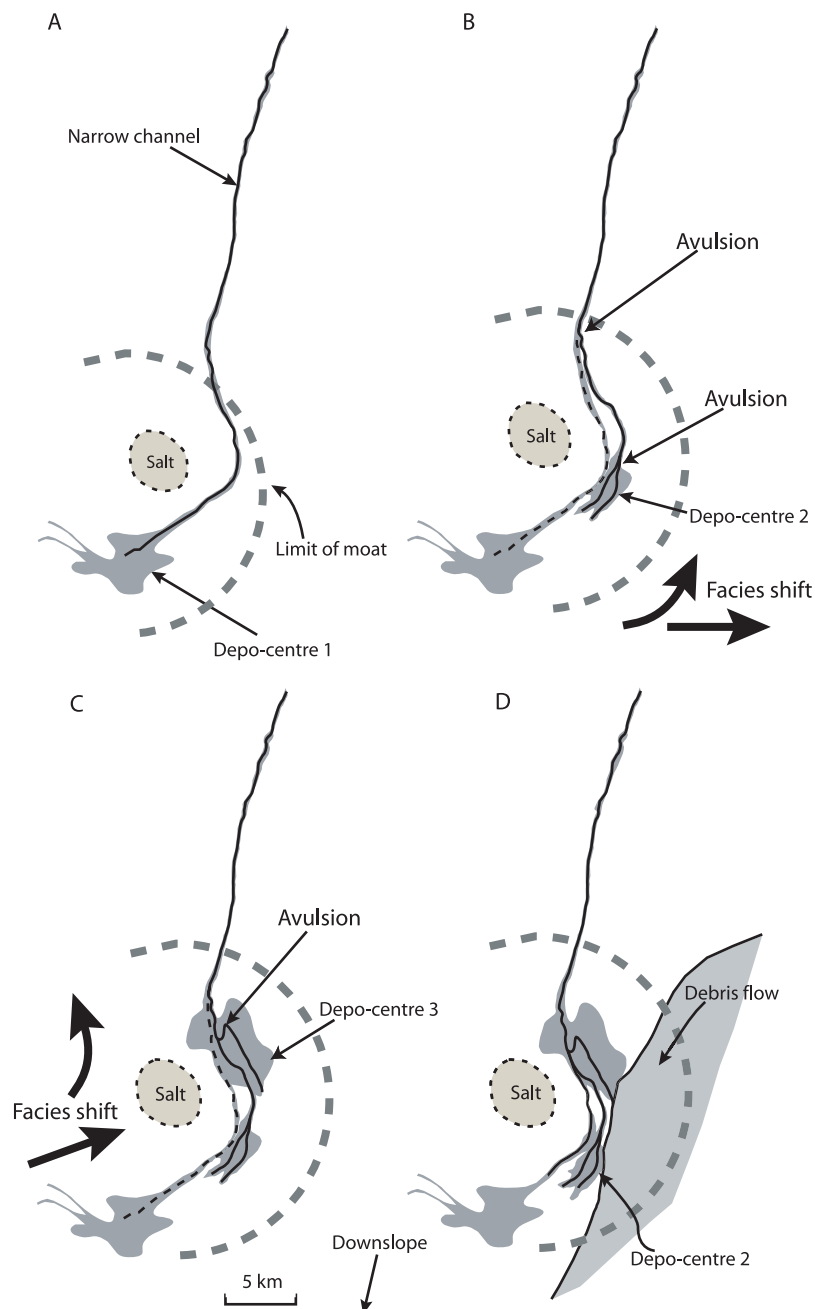 A
Narrow channel
Salt
Limit of moat
Depo-centre 1
B
Avulsion
Avulsion
Salt
Depo-centre 2
Facies shift
C
Avulsion
Depo-centre 3
Salt
Facies shift
Downslope
5 km
D
Debris flow
Salt
Depo-centre 2